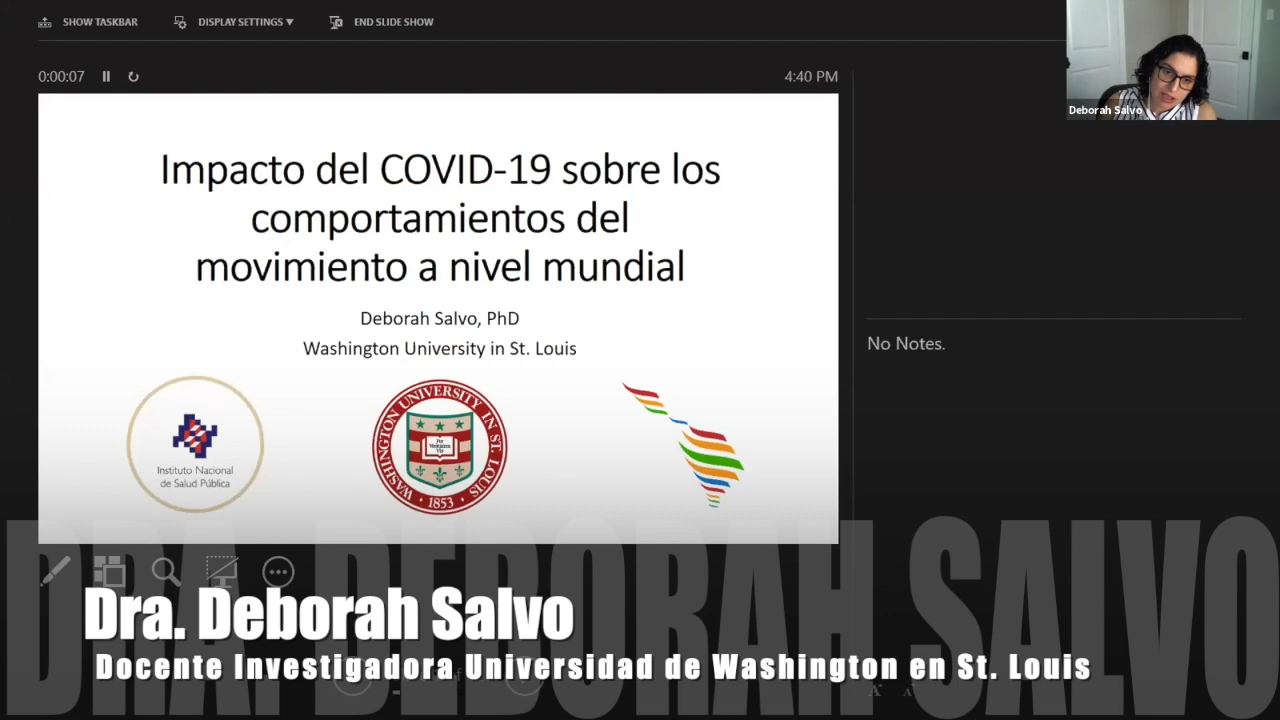 SHOW TASKBAR
DISPLAY SETTINGS ▼
END SLIDE SHOW
0:00:07
4:40 PM
Deborah Salvo
Impacto del COVID-19 sobre los
comportamientos del
movimiento a nivel mundial
Deborah Salvo, PhD
Washington University in St. Louis
Instituto Nacional
de Salud Pública
WASHINGTON · UNIVERSITY · IN · ST. LOUIS
· 1853 ·
No Notes.
DRA. DEBORAH SALVO
Dra. Deborah Salvo
Docente Investigadora Universidad de Washington en St. Louis